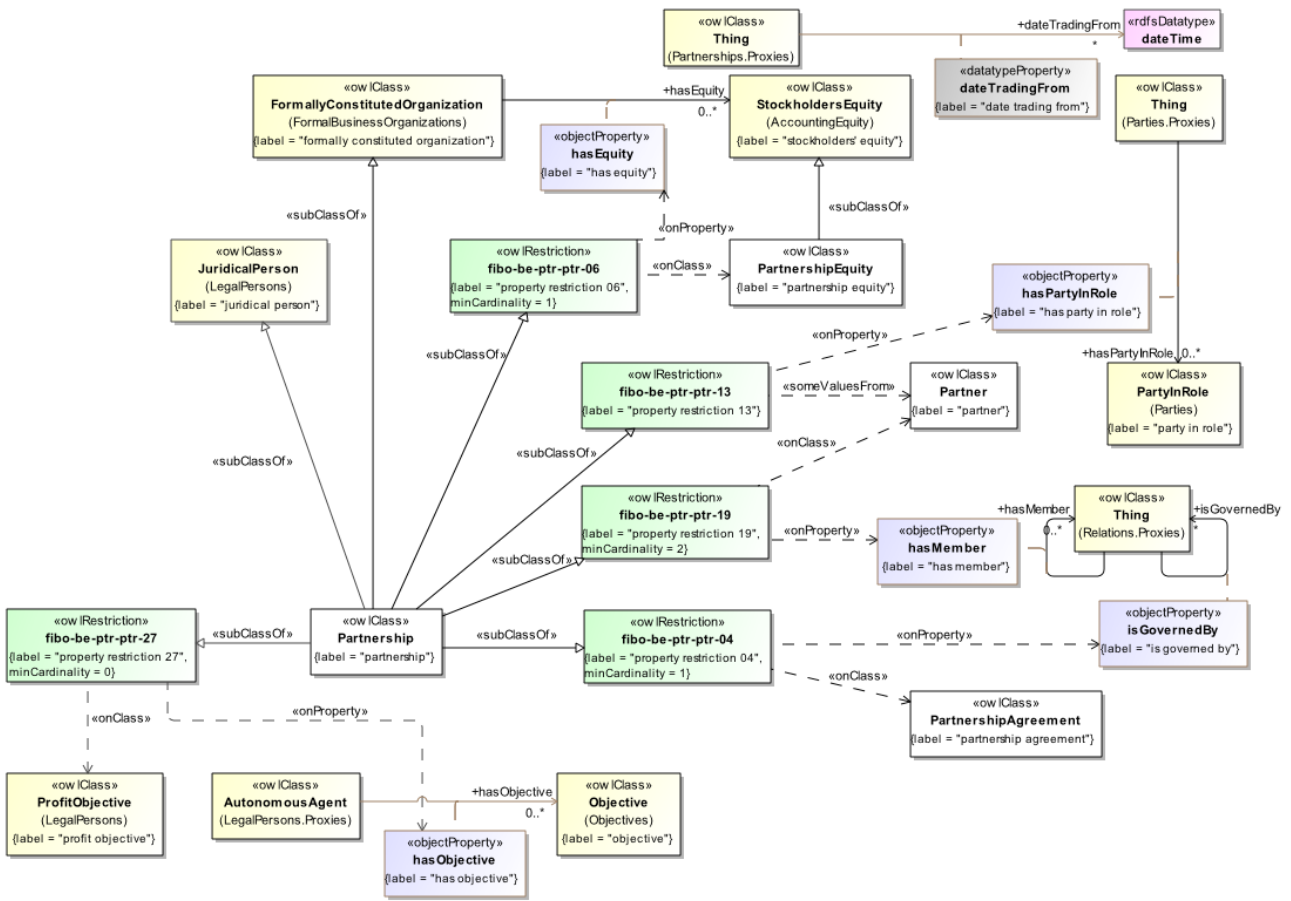 «owlClass»
Thing
(Partnerships.Proxies)
+dateTradingFrom
*
«rdfsDatatype»
dateTime
«datatypeProperty»
dateTradingFrom
{label = "date trading from"}
«owlClass»
FormallyConstitutedOrganization
(FormalBusinessOrganizations)
{label = "formally constituted organization"}
+hasEquity
0..*
«owlClass»
StockholdersEquity
(AccountingEquity)
{label = "stockholders' equity"}
«owlClass»
Thing
(Parties.Proxies)
«objectProperty»
hasEquity
{label = "has equity"}
«subClassOf»
«subClassOf»
«onProperty»
«owlClass»
JuridicalPerson
(LegalPersons)
{label = "juridical person"}
«owlRestriction»
fibo-be-ptr-ptr-06
{label = "property restriction 06",
minCardinality = 1}
«onClass»
«owlClass»
PartnershipEquity
{label = "partnership equity"}
«objectProperty»
hasPartyInRole
{label = "has party in role"}
«subClassOf»
«onProperty»
+hasPartyInRole
0..*
«owlRestriction»
fibo-be-ptr-ptr-13
{label = "property restriction 13"}
«someValuesFrom»
«owlClass»
Partner
{label = "partner"}
«owlClass»
PartyInRole
(Parties)
{label = "party in role"}
«subClassOf»
«subClassOf»
«onClass»
«owlRestriction»
fibo-be-ptr-ptr-19
{label = "property restriction 19",
minCardinality = 2}
«onProperty»
«objectProperty»
hasMember
{label = "has member"}
+hasMember
0..*
«owlClass»
Thing
(Relations.Proxies)
+isGovernedBy
*
«subClassOf»
«owlRestriction»
fibo-be-ptr-ptr-27
{label = "property restriction 27",
minCardinality = 0}
«subClassOf»
«owlClass»
Partnership
{label = "partnership"}
«subClassOf»
«owlRestriction»
fibo-be-ptr-ptr-04
{label = "property restriction 04",
minCardinality = 1}
«onProperty»
«objectProperty»
isGovernedBy
{label = "is governed by"}
«onClass»
«owlClass»
PartnershipAgreement
{label = "partnership agreement"}
«onClass»
«onProperty»
«owlClass»
ProfitObjective
(LegalPersons)
{label = "profit objective"}
«owlClass»
AutonomousAgent
(LegalPersons.Proxies)
+hasObjective
0..*
«owlClass»
Objective
(Objectives)
{label = "objective"}
«objectProperty»
hasObjective
{label = "has objective"}